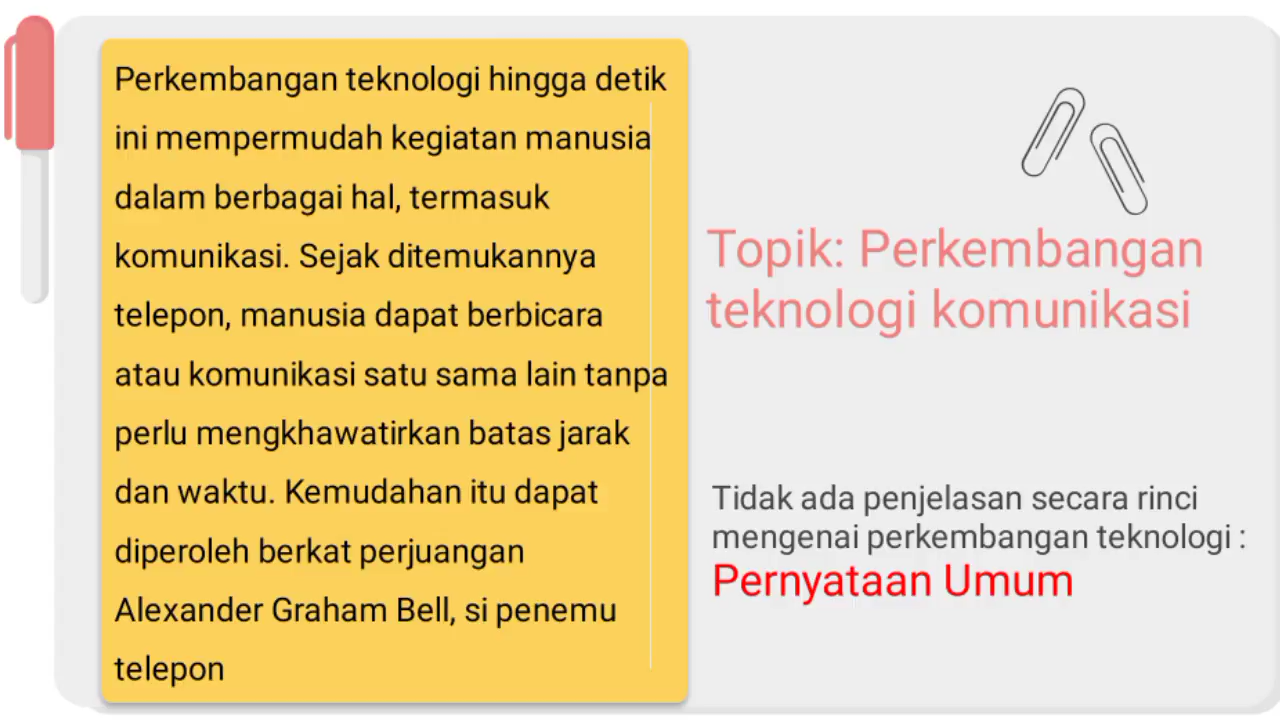 Perkembangan teknologi hingga detik
ini mempermudah kegiatan manusia
dalam berbagai hal, termasuk
komunikasi. Sejak ditemukannya
telepon, manusia dapat berbicara
atau komunikasi satu sama lain tanpa
perlu mengkhawatirkan batas jarak
dan waktu. Kemudahan itu dapat
diperoleh berkat perjuangan
Alexander Graham Bell, si penemu
telepon
Topik: Perkembangan
teknologi komunikasi
Tidak ada penjelasan secara rinci
mengenai perkembangan teknologi :
Pernyataan Umum